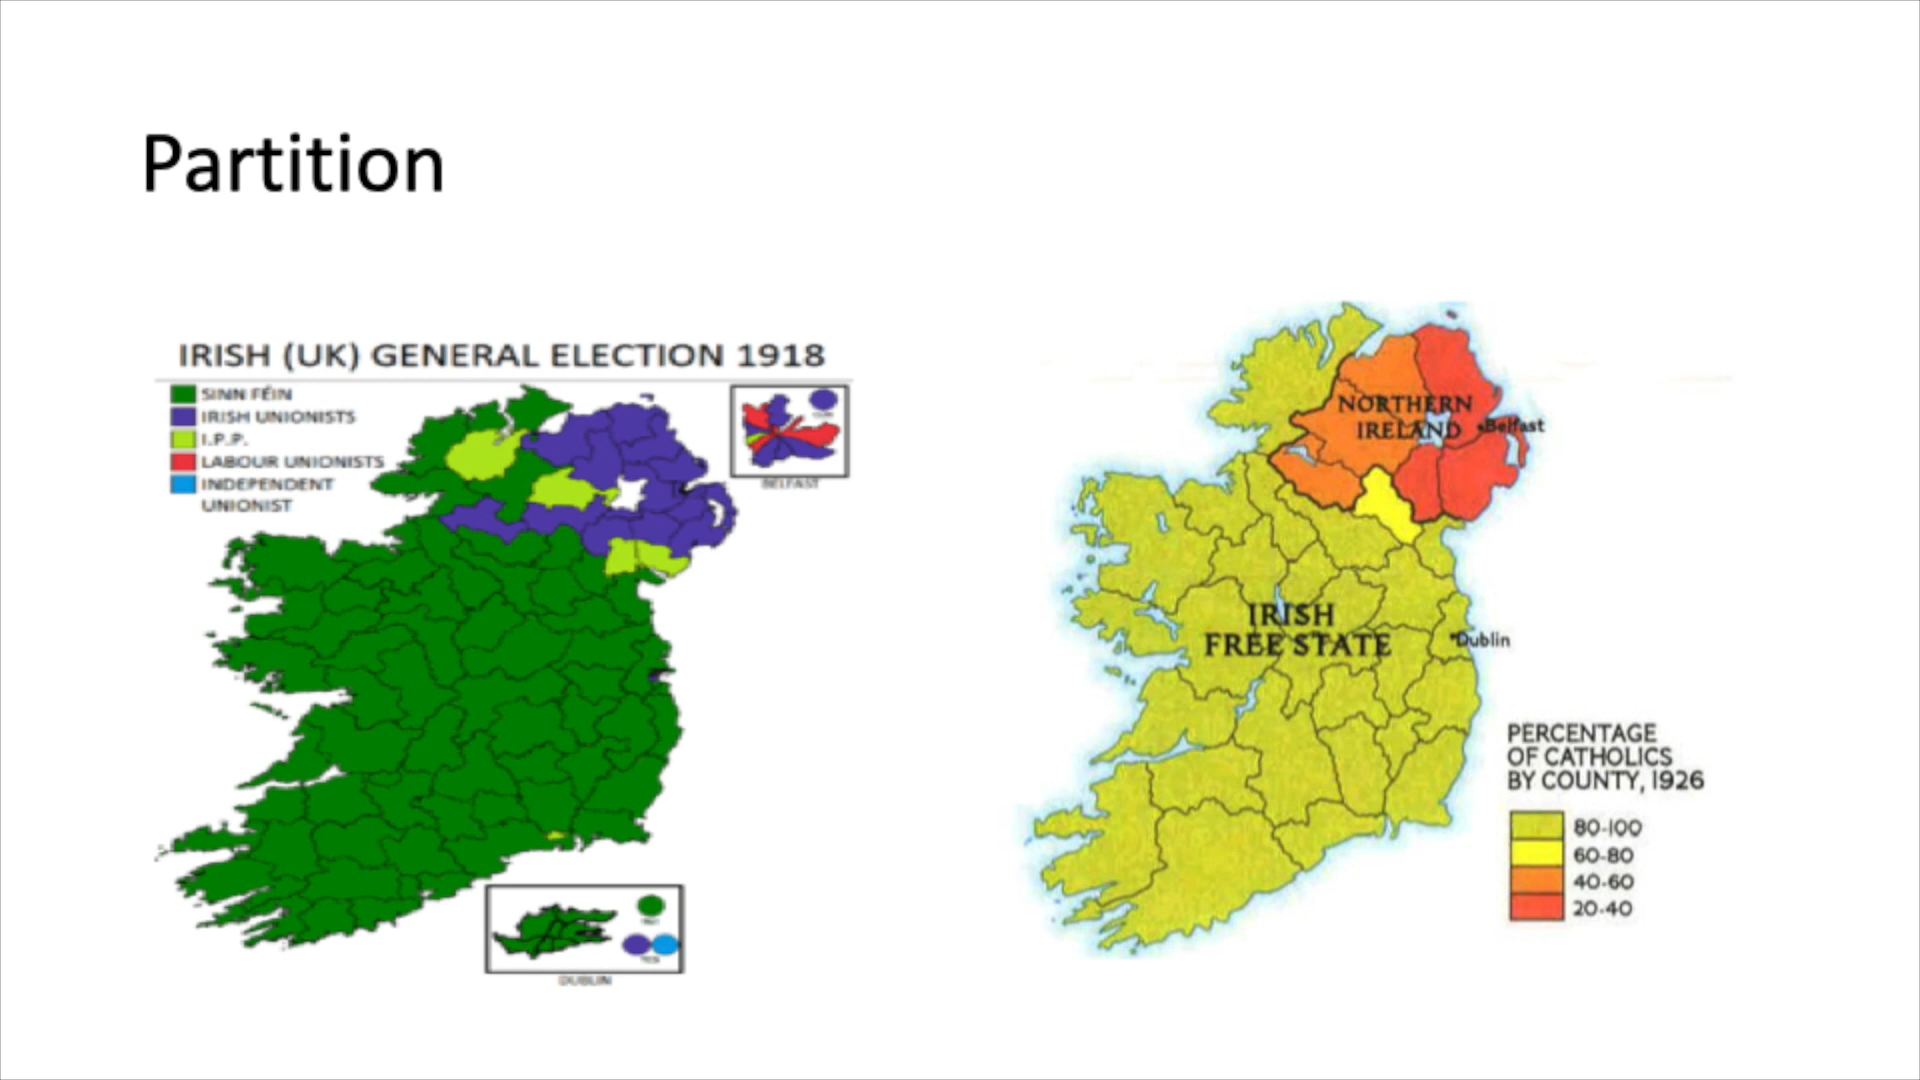 Partition
IRISH (UK) GENERAL ELECTION 1918
SINN FÉIN
IRISH UNIONISTS
I.P.P.
LABOUR UNIONISTS
INDEPENDENT
UNIONIST
BELFAST
DUBLIN
NORTHERN
IRELAND
Belfast
IRISH
FREE STATE
Dublin
PERCENTAGE
OF CATHOLICS
BY COUNTY, 1926
80-100
60-80
40-60
20-40